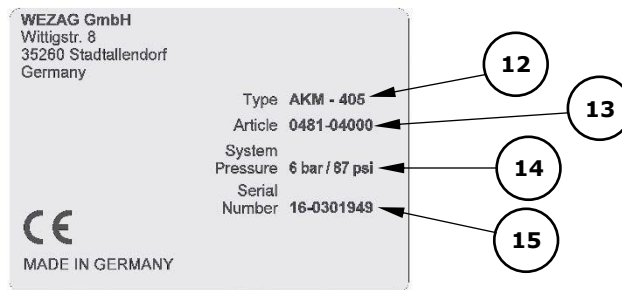 WEZAG GmbH
Wittigstr. 8
35260 Stadtallendorf
Germany
Type AKM - 405
Article 0481-04000
System
Pressure 6 bar / 87 psi
Serial
Number 16-0301949
CE
MADE IN GERMANY
12
13
14
15